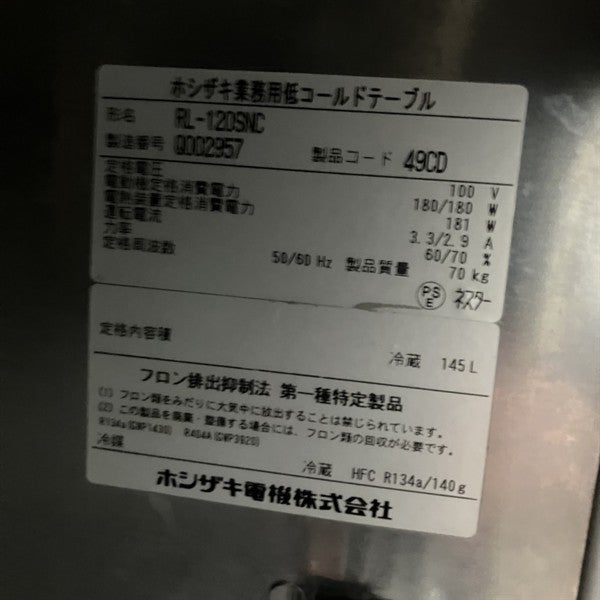 ホシザキ業務用低コールドテーブル
形名 RL-120SNC
製造番号 Q002957 製品コード 49CD
定格電圧 100 V
電動機定格消費電力 180/180 W
電熱装置定格消費電力 181 W
運転電流 3.3/2.9 A
力率 60/70 %
定格周波数 50/60 Hz 製品質量 70 kg
PSE ネスター
定格内容積 冷蔵 145 L
フロン排出抑制法 第一種特定製品
(1) フロン類をみだりに大気中に放出することは禁じられています。
(2) この製品を廃棄・整備する場合には、フロン類の回収が必要です。
R134a(GWP1430) R404A(GWP3920)
冷媒 冷蔵 HFC R134a/140g
ホシザキ電機株式会社